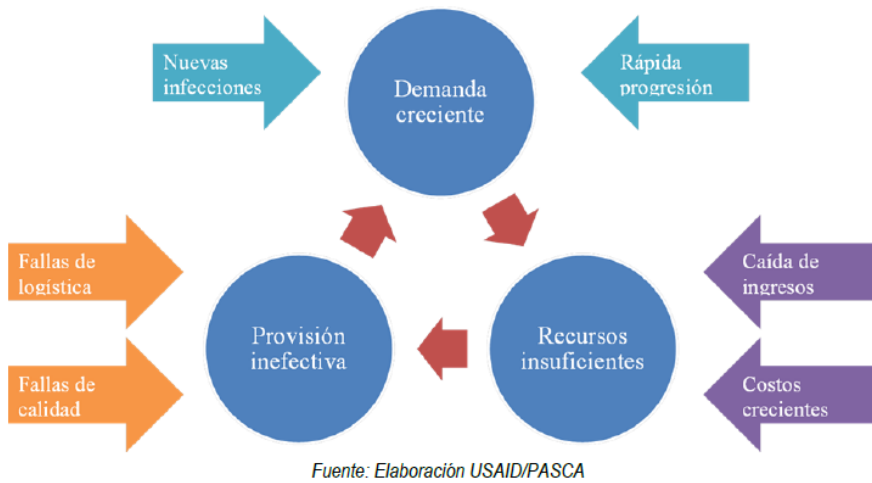 Nuevas
infecciones
Demanda
creciente
Rápida
progresión
Fallas de
logística
Provisión
inefectiva
Recursos
insuficientes
Caída de
ingresos
Fallas de
calidad
Costos
crecientes
Fuente: Elaboración USAID/PASCA